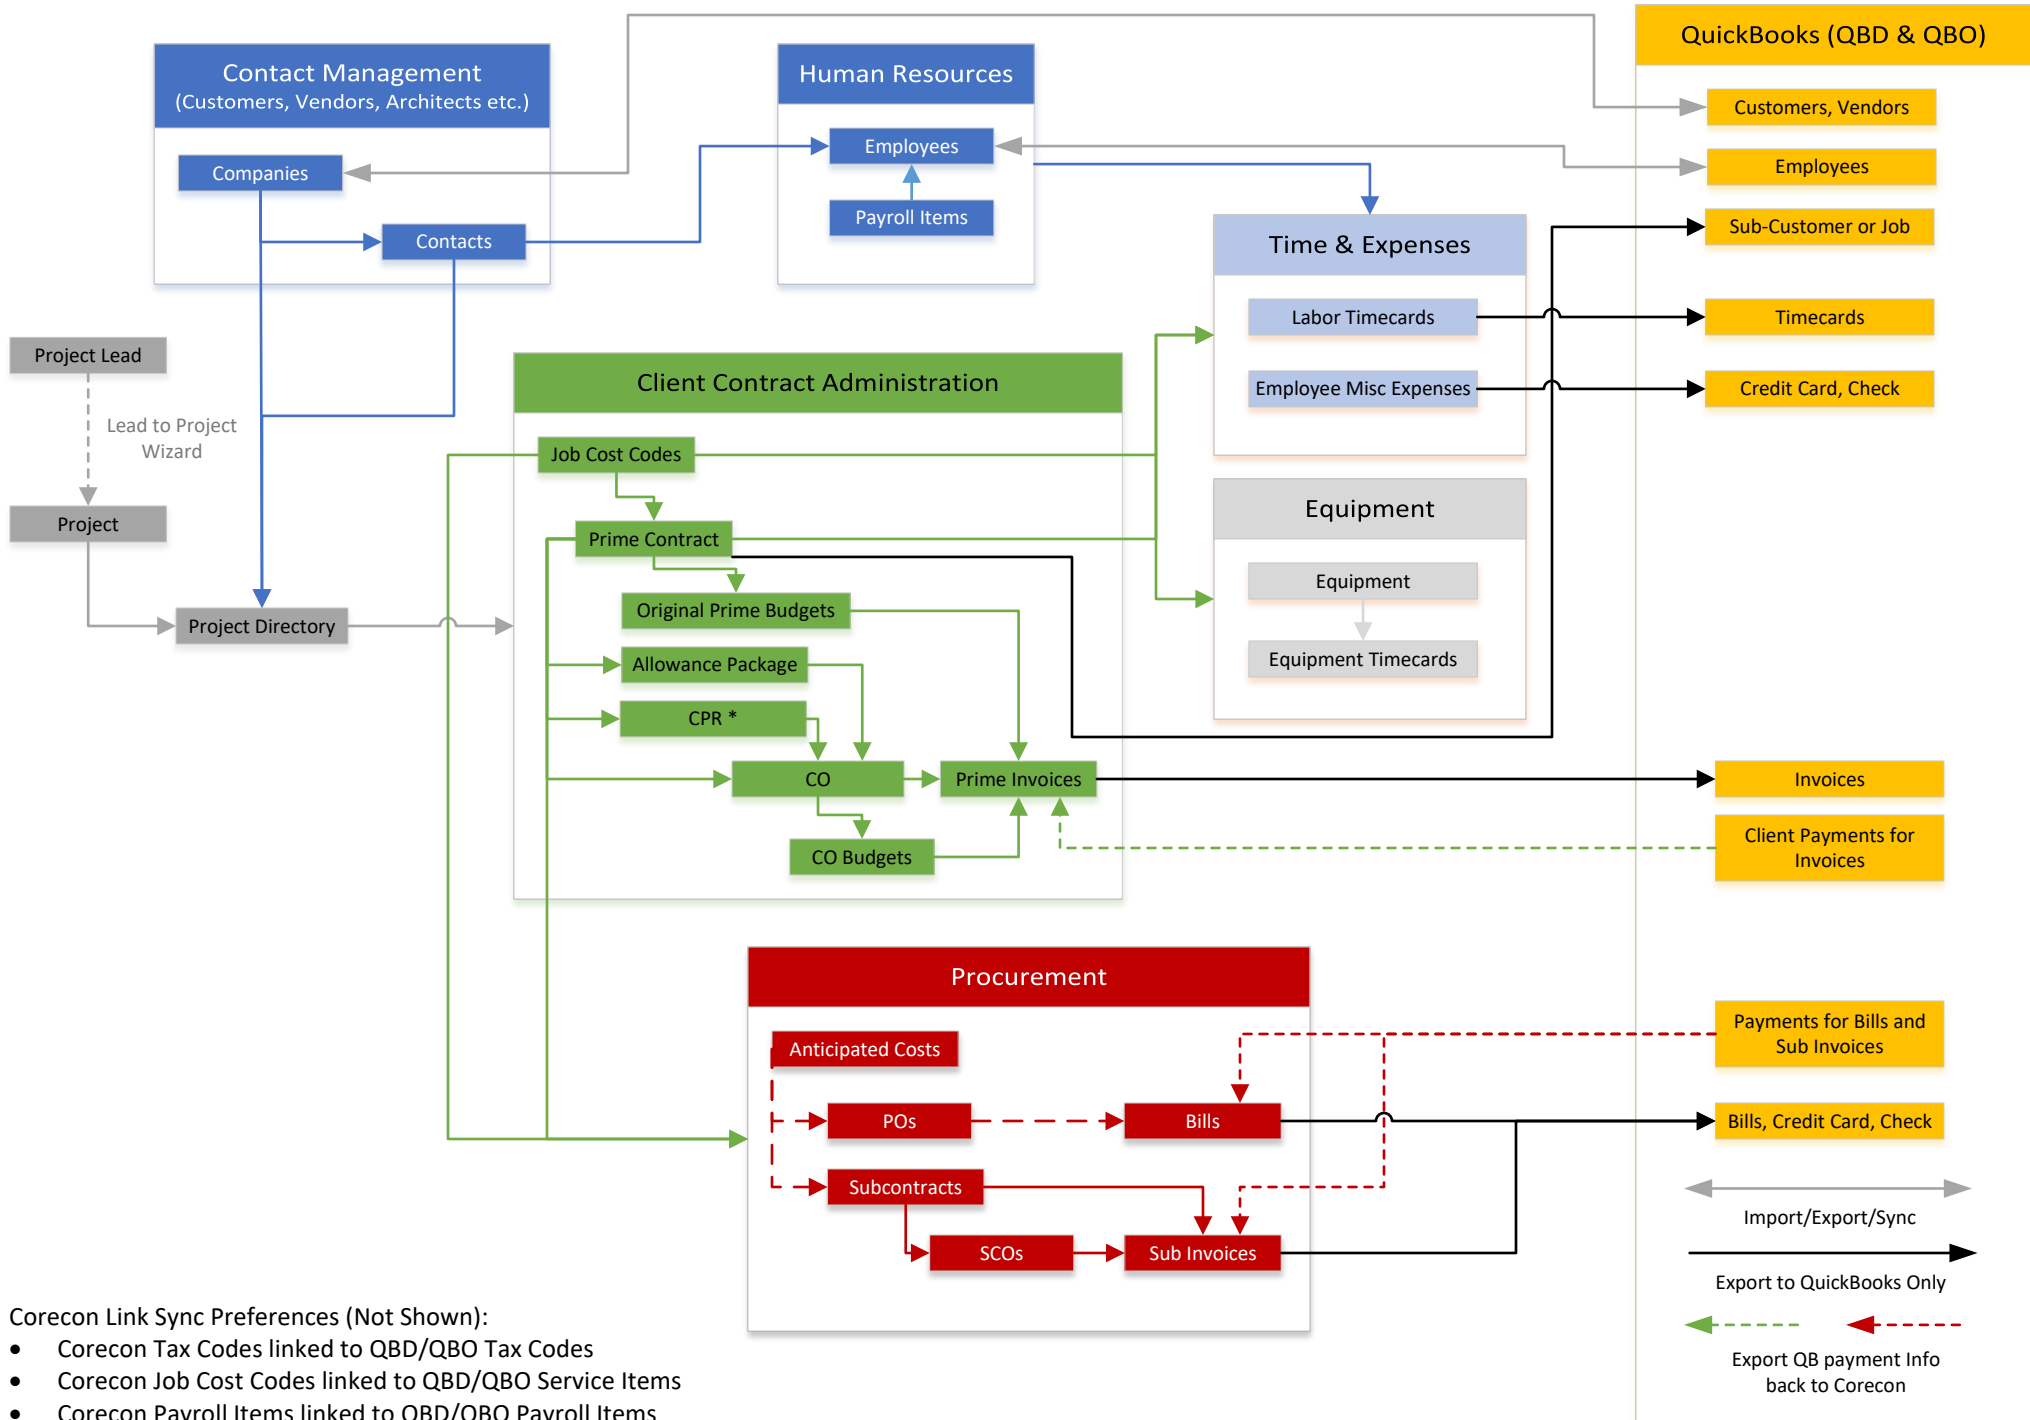 QuickBooks (QBD & QBO)
Contact Management
(Customers, Vendors, Architects etc.)
Human Resources
Customers, Vendors
Employees
Employees
Companies
Payroll Items
Contacts
Sub-Customer or Job
Time & Expenses
Labor Timecards
Timecards
Project Lead
Client Contract Administration
Employee Misc Expenses
Credit Card, Check
Lead to Project
Wizard
Job Cost Codes
Equipment
Project
Prime Contract
Equipment
Original Prime Budgets
Project Directory
Allowance Package
Equipment Timecards
CPR *
CO
Prime Invoices
Invoices
CO Budgets
Client Payments for
Invoices
Procurement
Payments for Bills and
Sub Invoices
Anticipated Costs
POs
Bills
Bills, Credit Card, Check
Subcontracts
Import/Export/Sync
SCOs
Sub Invoices
Export to QuickBooks Only
Export QB payment Info
back to Corecon
Corecon Link Sync Preferences (Not Shown):
• Corecon Tax Codes linked to QBD/QBO Tax Codes
• Corecon Job Cost Codes linked to QBD/QBO Service Items
• Corecon Payroll Items linked to QBD/QBO Payroll Items